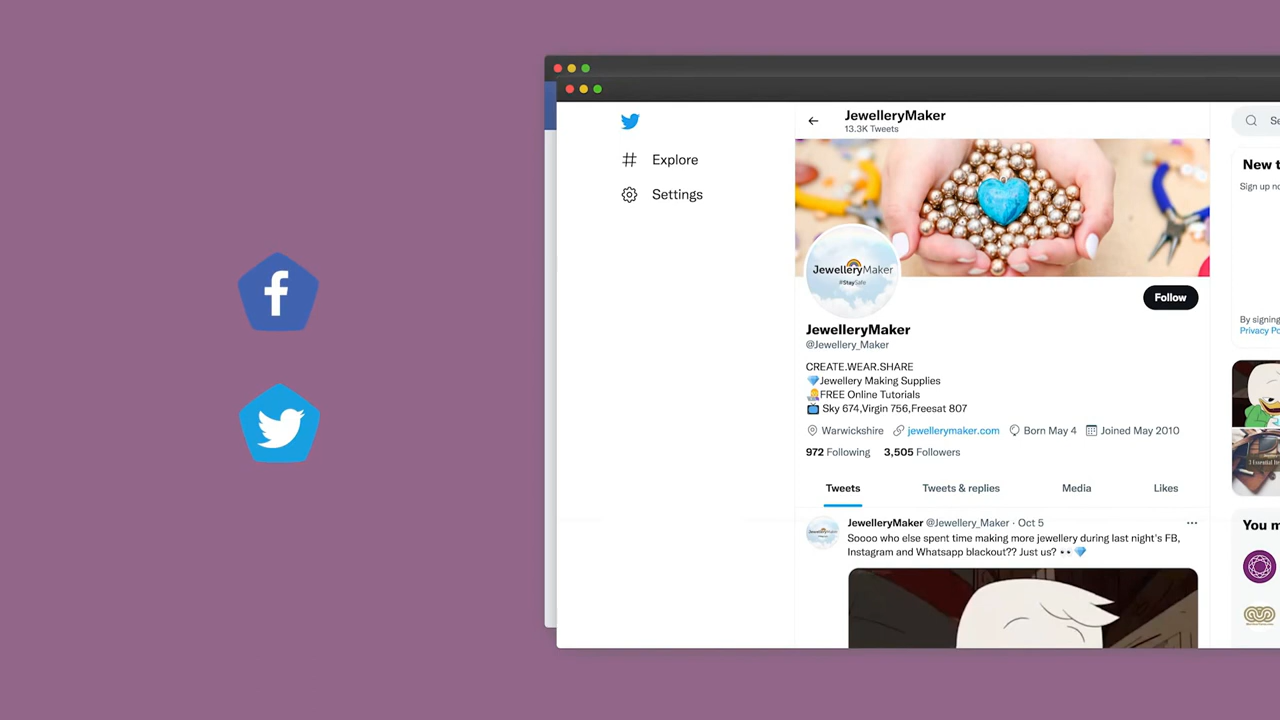 JewelleryMaker
13.3K Tweets
Explore
Settings
Se
New t
Sign up no
JewelleryMaker
#StaySafe
Follow
By signing
Privacy Po
JewelleryMaker
@Jewellery_Maker
CREATE.WEAR.SHARE
💎Jewellery Making Supplies
FREE Online Tutorials
📺 Sky 674,Virgin 756,Freesat 807
Warwickshire jewellerymaker.com Born May 4 Joined May 2010
972 Following 3,505 Followers
Tweets Tweets & replies Media Likes
JewelleryMaker @Jewellery_Maker · Oct 5 ···
Soooo who else spent time making more jewellery during last night's FB,
Instagram and Whatsapp blackout?? Just us? 👀 💎
You m